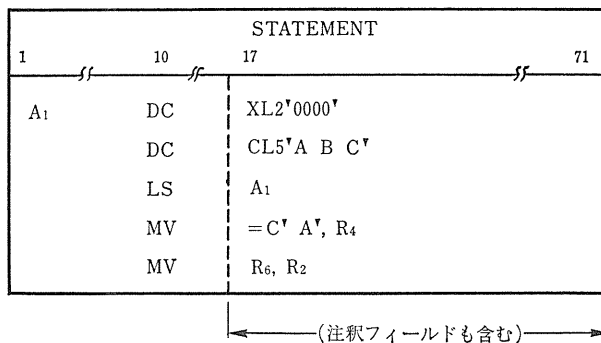 STATEMENT
1 10 17 71
A₁ DC XL2'0000'
DC CL5'A B C'
LS A₁
MV =C' A', R₄
MV R₆, R₂
(注釈フィールドも含む)